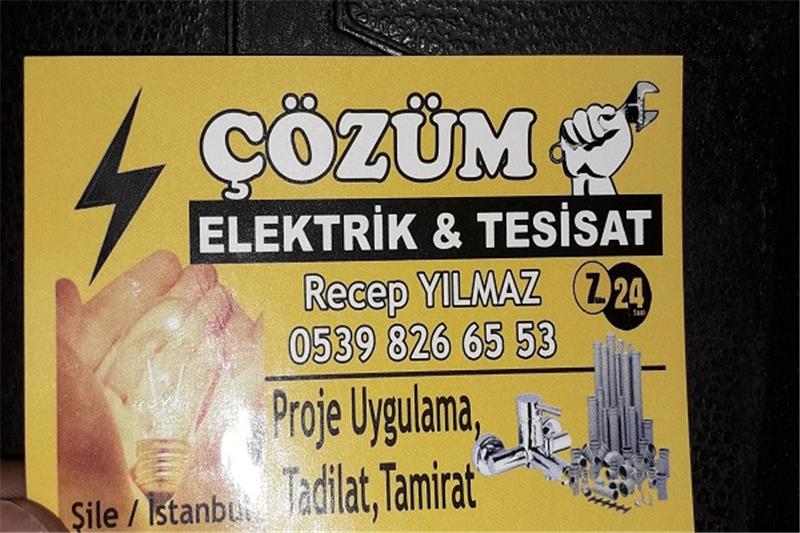 ÇÖZÜM
ELEKTRİK & TESİSAT
Recep YILMAZ
7 24
0539 826 65 53
Proje Uygulama,
Tadilat, Tamirat
Şile / İstanbul